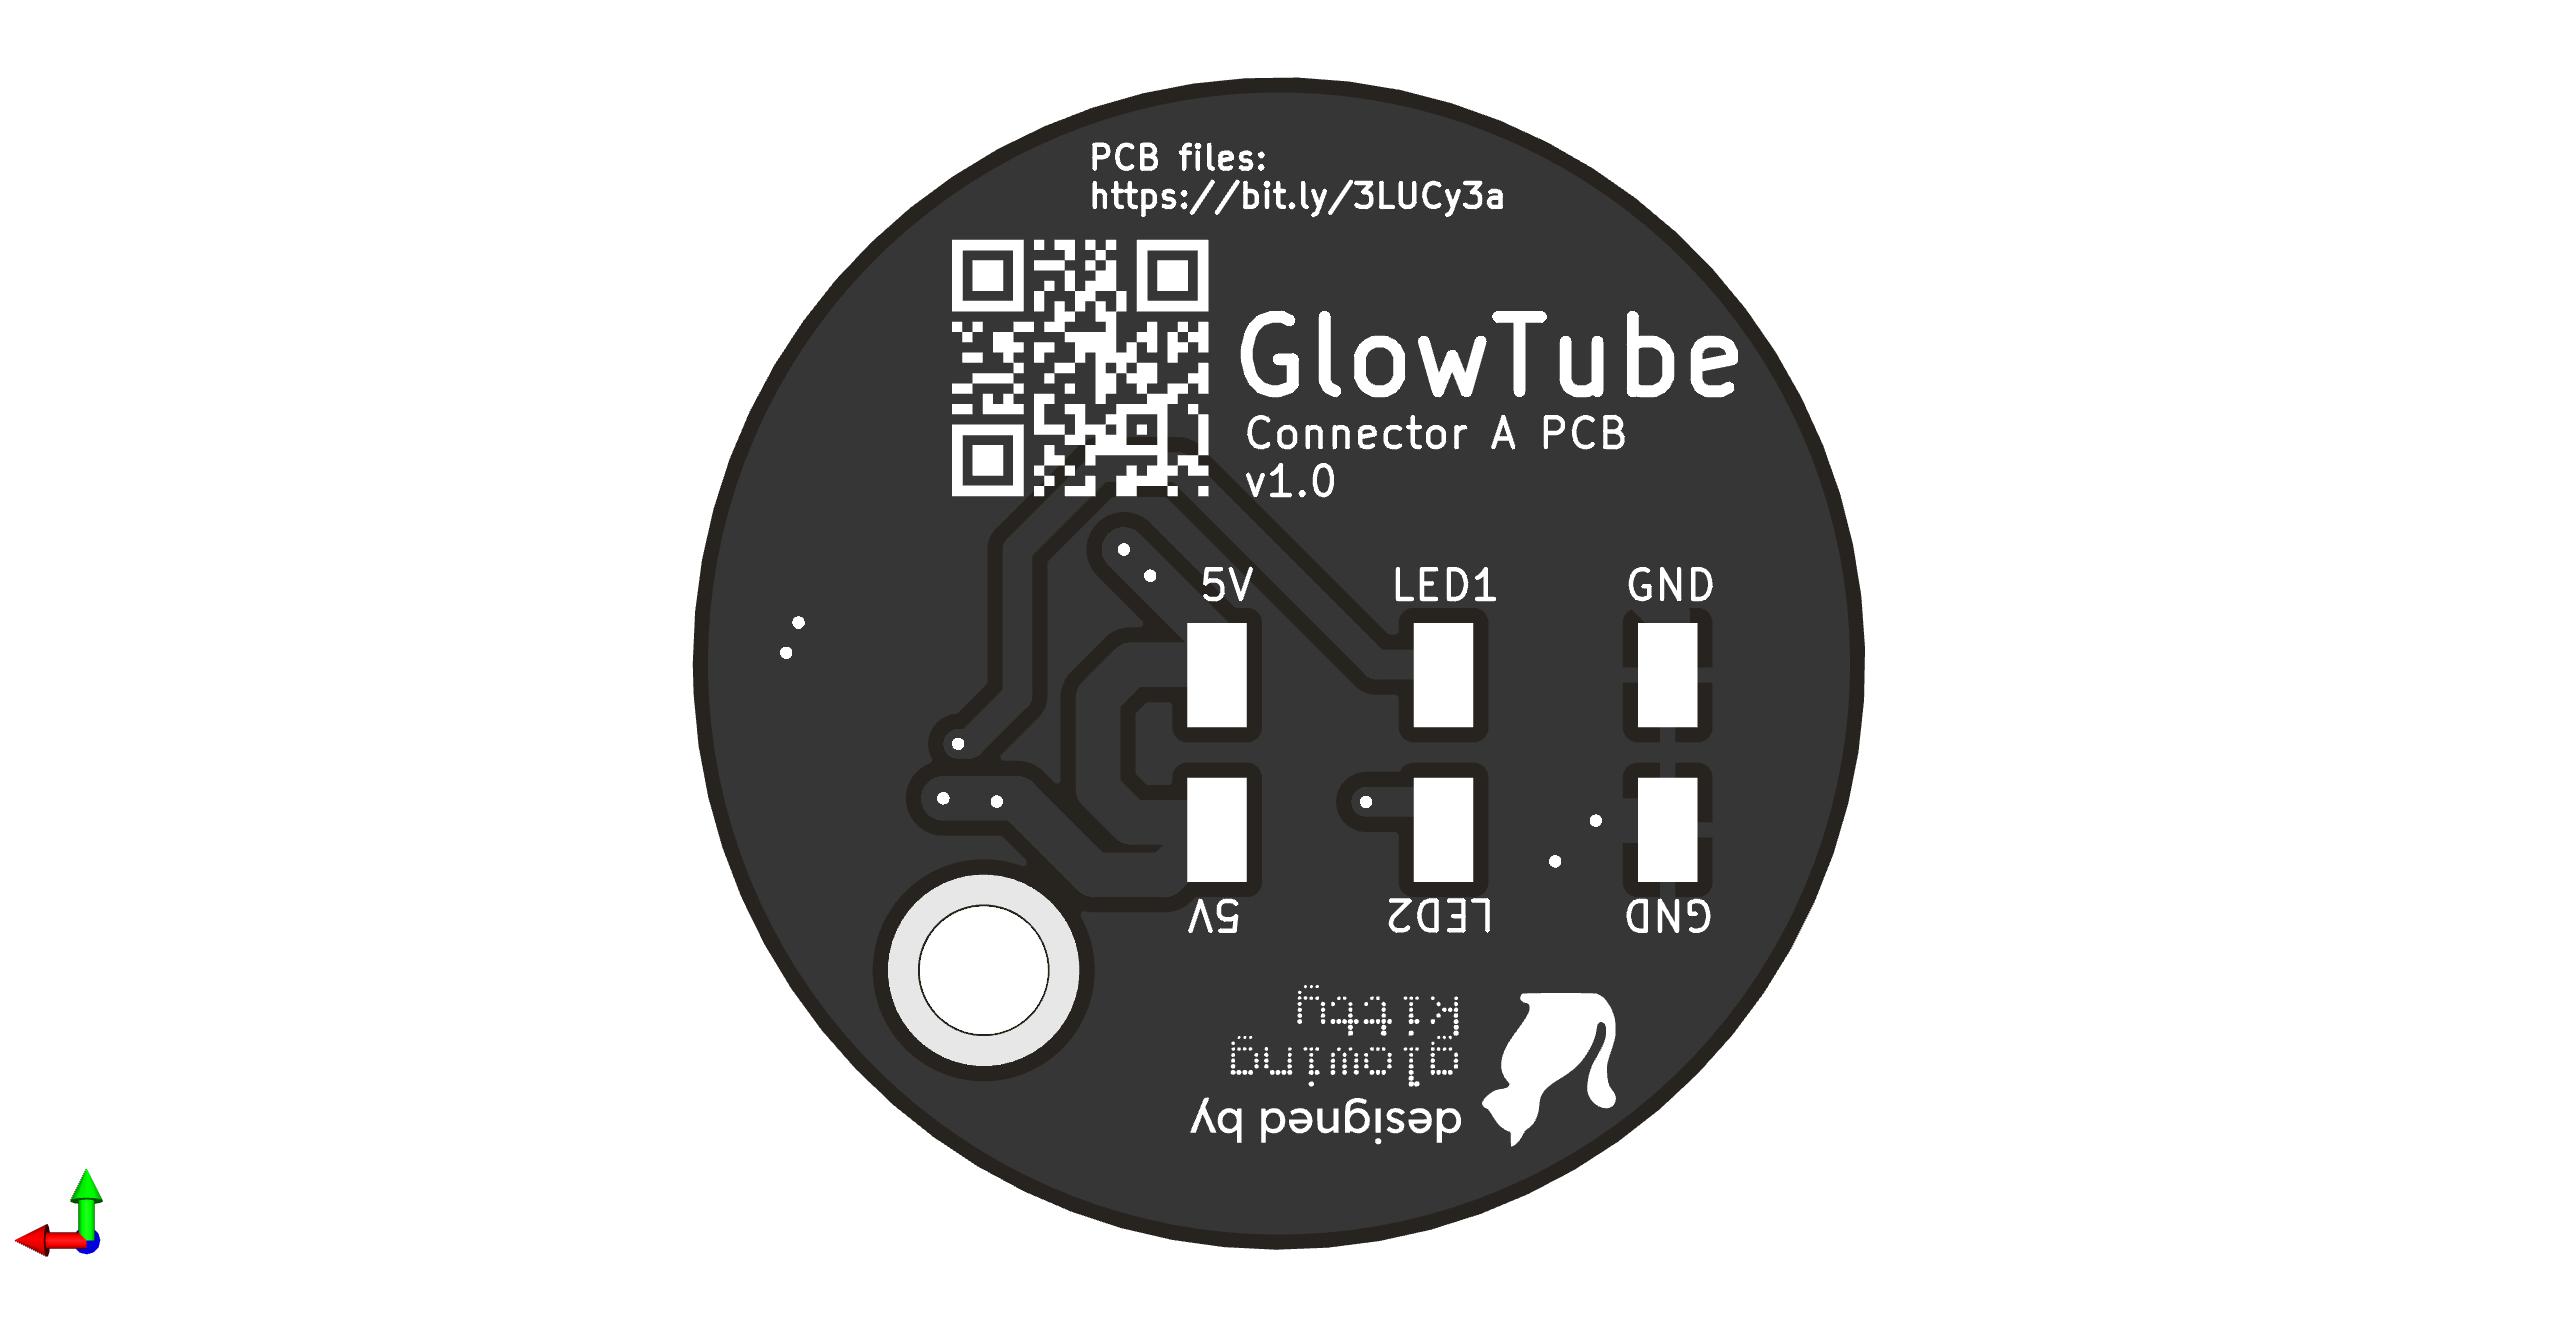 PCB files:
https://bit.ly/3LUCy3a
GlowTube
Connector A PCB
v1.0
5V LED1 GND
5V LED2 GND
designed by
glowing
kitty